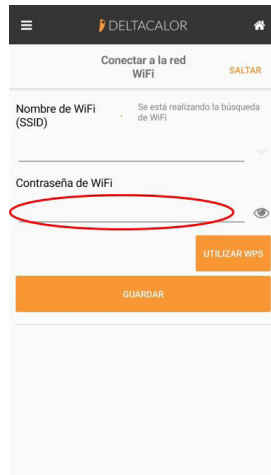 DELTACALOR
Conectar a la red
WiFi
SALTAR
Nombre de WiFi
(SSID)
Se está realizando la búsqueda
de WiFi
Contraseña de WiFi
UTILIZAR WPS
GUARDAR